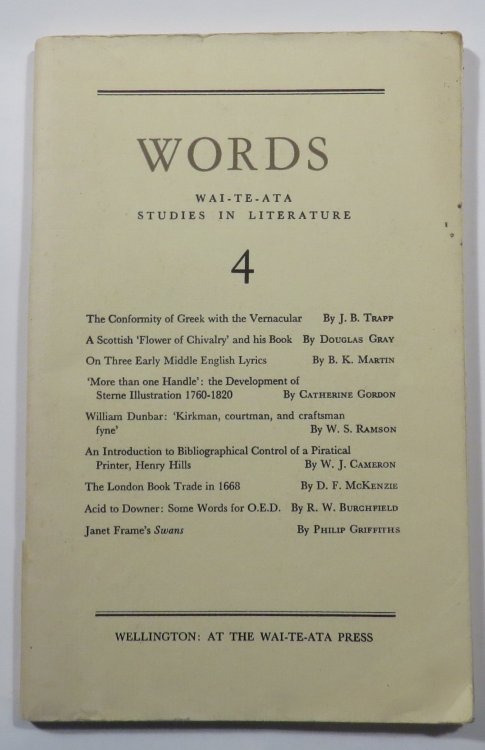 WORDS
WAI-TE-ATA
STUDIES IN LITERATURE
4
The Conformity of Greek with the Vernacular By J. B. Trapp
A Scottish 'Flower of Chivalry' and his Book By Douglas Gray
On Three Early Middle English Lyrics By B. K. Martin
'More than one Handle': the Development of
Sterne Illustration 1760-1820 By Catherine Gordon
William Dunbar: 'Kirkman, courtman, and craftsman
fyne' By W. S. Ramson
An Introduction to Bibliographical Control of a Piratical
Printer, Henry Hills By W. J. Cameron
The London Book Trade in 1668 By D. F. McKenzie
Acid to Downer: Some Words for O.E.D. By R. W. Burchfield
Janet Frame's Swans By Philip Griffiths
WELLINGTON: AT THE WAI-TE-ATA PRESS